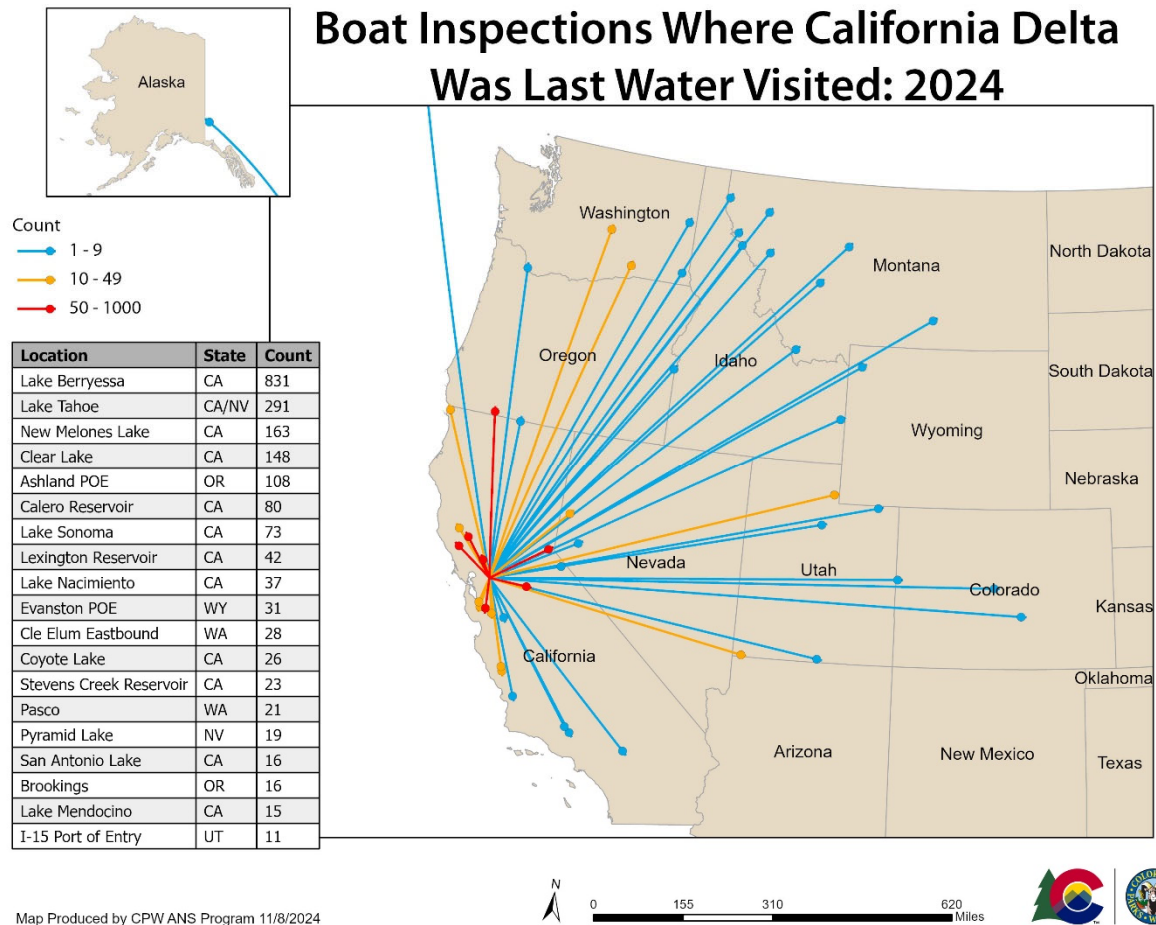 Boat Inspections Where California Delta
Was Last Water Visited: 2024
Alaska
Count
1 - 9
10 - 49
50 - 1000
Location State Count
Lake Berryessa CA 831
Lake Tahoe CA/NV 291
New Melones Lake CA 163
Clear Lake CA 148
Ashland POE OR 108
Calero Reservoir CA 80
Lake Sonoma CA 73
Lexington Reservoir CA 42
Lake Nacimiento CA 37
Evanston POE WY 31
Cle Elum Eastbound WA 28
Coyote Lake CA 26
Stevens Creek Reservoir CA 23
Pasco WA 21
Pyramid Lake NV 19
San Antonio Lake CA 16
Brookings OR 16
Lake Mendocino CA 15
I-15 Port of Entry UT 11
Washington
Montana
North Dakota
Oregon
Idaho
South Dakota
Wyoming
Nebraska
Nevada
Utah
Colorado
Kansas
California
Oklahoma
Arizona
New Mexico
Texas
Map Produced by CPW ANS Program 11/8/2024
N
0 155 310 620
Miles